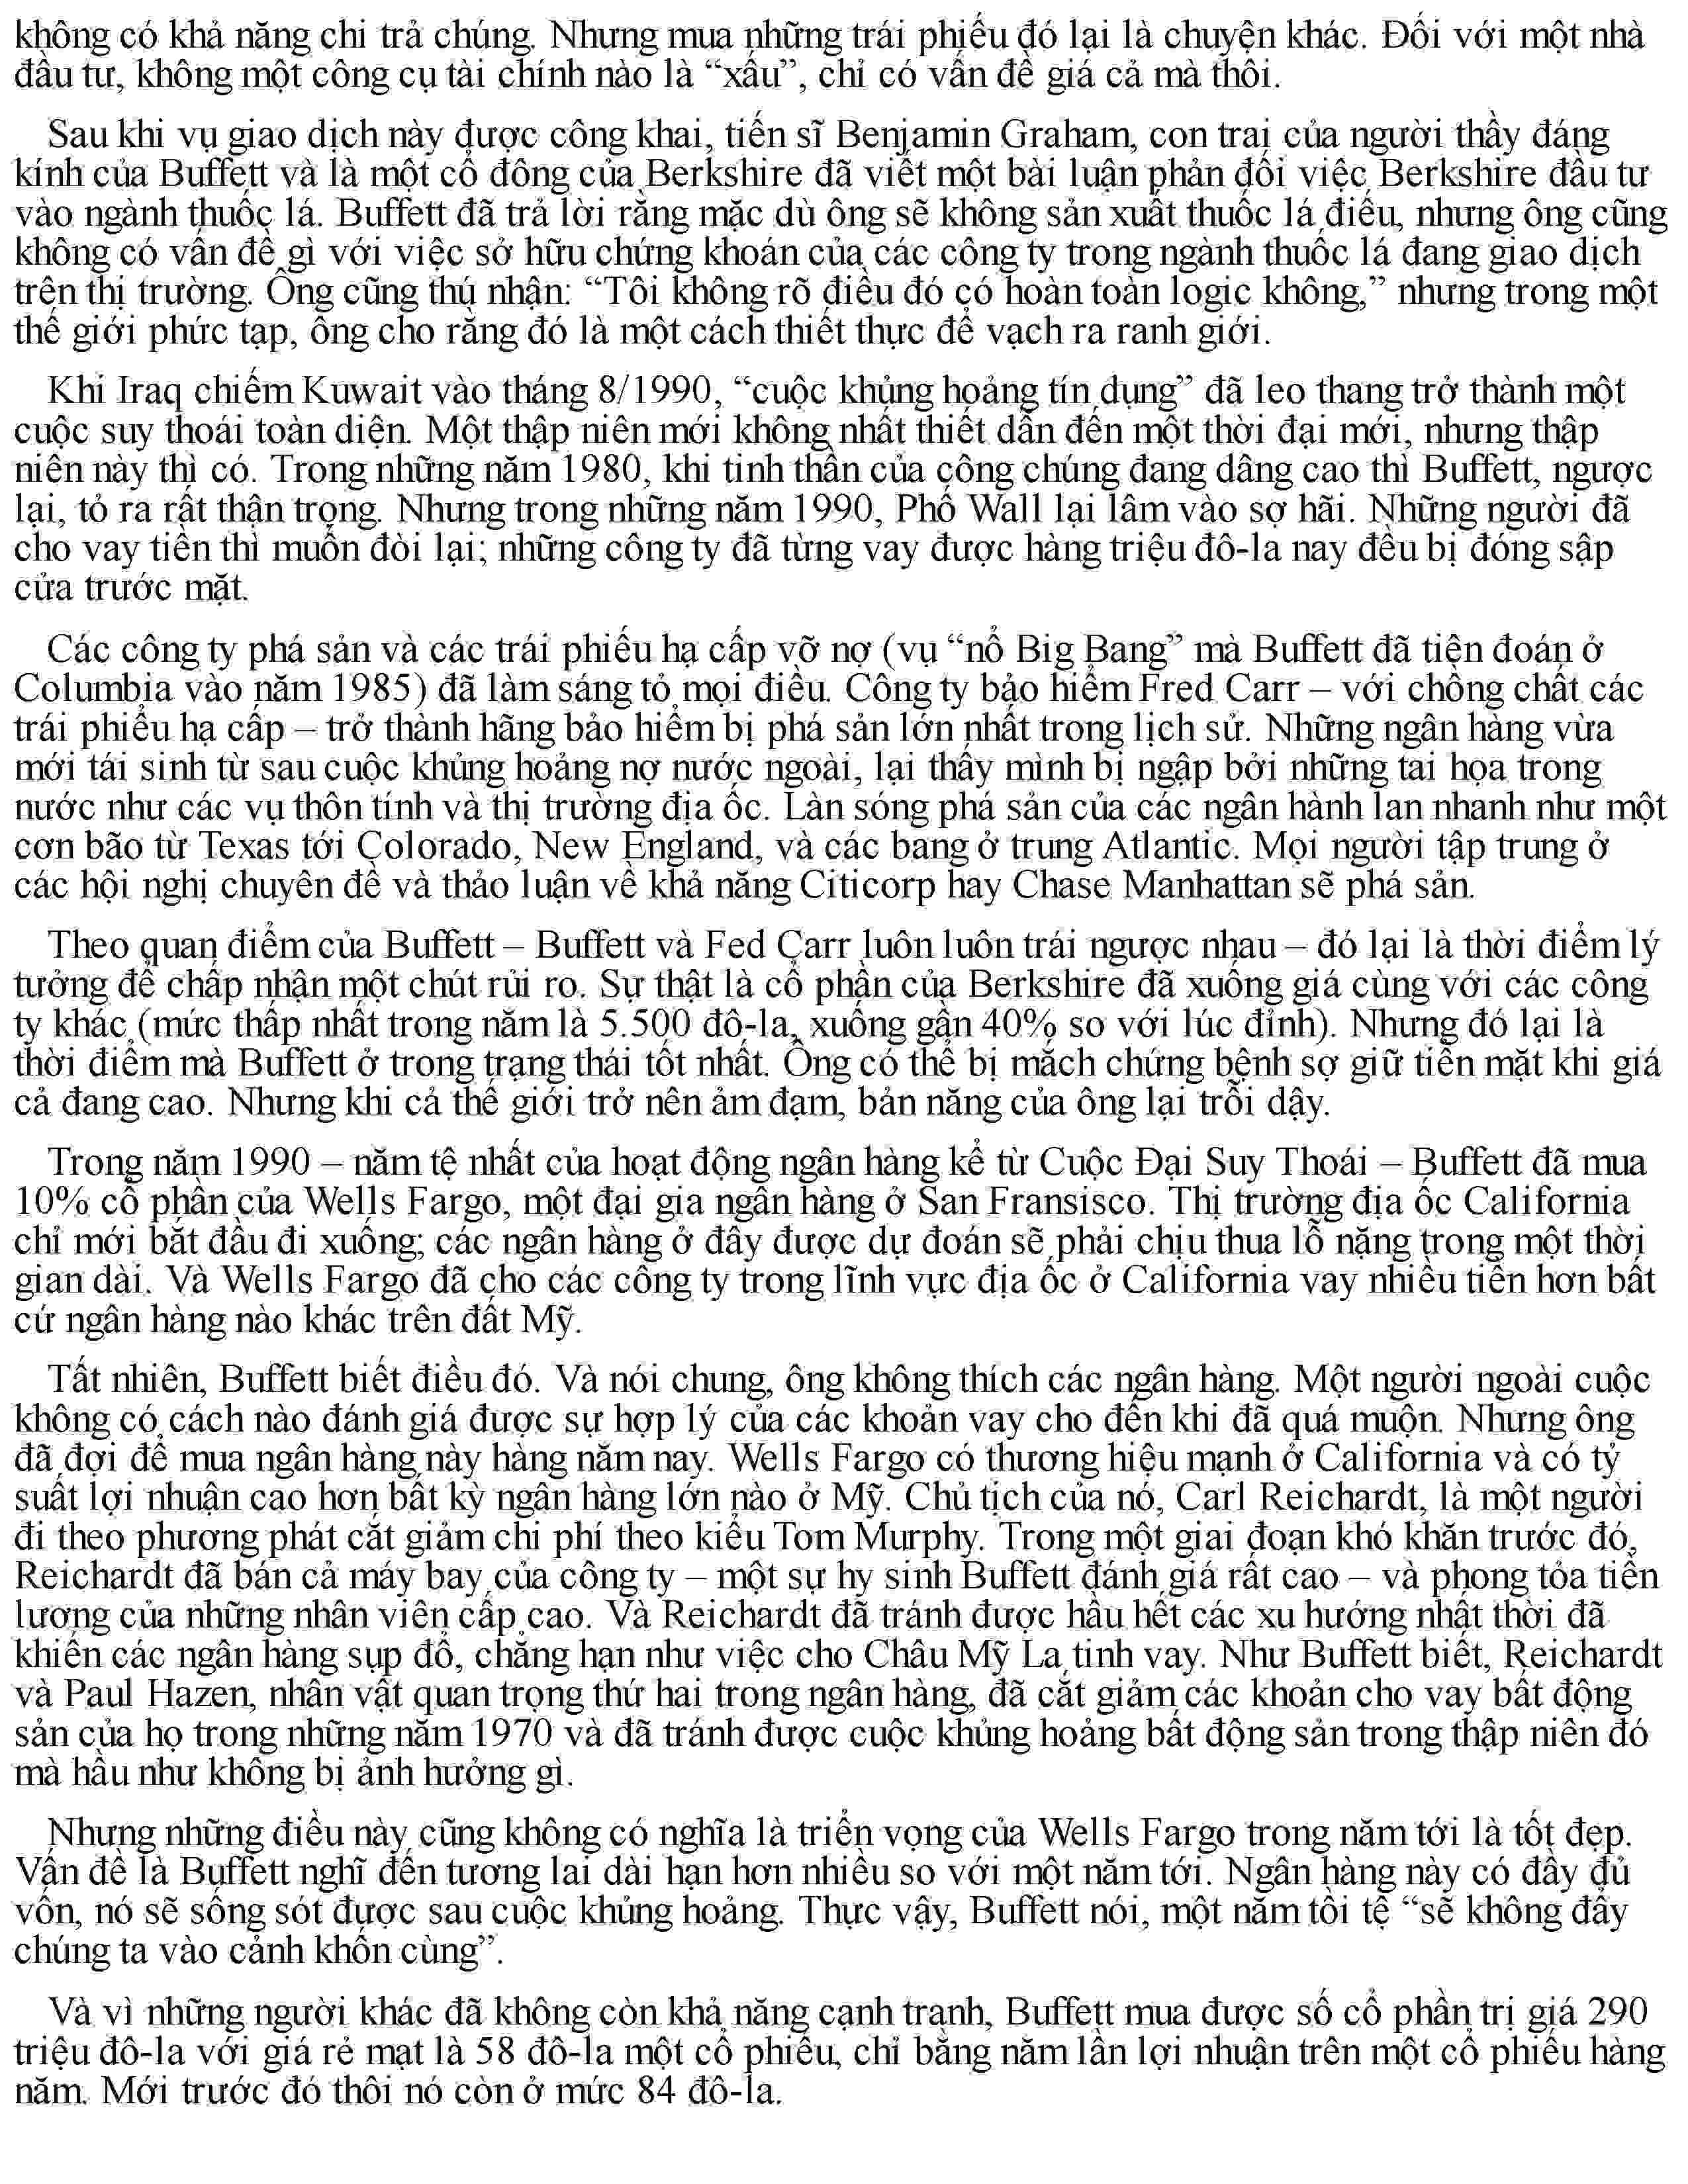 không có khả năng chi trả chúng. Nhưng mua những trái phiếu đó lại là chuyện khác. Đối với một nhà
đầu tư, không một công cụ tài chính nào là “xấu”, chỉ có vấn đề giá cả mà thôi.
Sau khi vụ giao dịch này được công khai, tiến sĩ Benjamin Graham, con trai của người thầy đáng
kính của Buffett và là một cổ đông của Berkshire đã viết một bài luận phản đối việc Berkshire đầu tư
vào ngành thuốc lá. Buffett đã trả lời rằng mặc dù ông sẽ không sản xuất thuốc lá điếu, nhưng ông cũng
không có vấn đề gì với việc sở hữu chứng khoán của các công ty trong ngành thuốc lá đang giao dịch
trên thị trường. Ông cũng thú nhận: “Tôi không rõ điều đó có hoàn toàn logic không,” nhưng trong một
thế giới phức tạp, ông cho rằng đó là một cách thiết thực để vạch ra ranh giới.
Khi Iraq chiếm Kuwait vào tháng 8/1990, “cuộc khủng hoảng tín dụng” đã leo thang trở thành một
cuộc suy thoái toàn diện. Một thập niên mới không nhất thiết dẫn đến một thời đại mới, nhưng thập
niên này thì có. Trong những năm 1980, khi tinh thần của công chúng đang dâng cao thì Buffett, ngược
lại, tỏ ra rất thận trọng. Nhưng trong những năm 1990, Phố Wall lại lâm vào sợ hãi. Những người đã
cho vay tiền thì muốn đòi lại; những công ty đã từng vay được hàng triệu đô-la nay đều bị đóng sập
cửa trước mặt.
Các công ty phá sản và các trái phiếu hạ cấp vỡ nợ (vụ “nổ Big Bang” mà Buffett đã tiên đoán ở
Columbia vào năm 1985) đã làm sáng tỏ mọi điều. Công ty bảo hiểm Fred Carr – với chồng chất các
trái phiếu hạ cấp – trở thành hãng bảo hiểm bị phá sản lớn nhất trong lịch sử. Những ngân hàng vừa
mới tái sinh từ sau cuộc khủng hoảng nợ nước ngoài, lại thấy mình bị ngập bởi những tai họa trong
nước như các vụ thôn tính và thị trường địa ốc. Làn sóng phá sản của các ngân hành lan nhanh như một
cơn bão từ Texas tới Colorado, New England, và các bang ở trung Atlantic. Mọi người tập trung ở
các hội nghị chuyên đề và thảo luận về khả năng Citicorp hay Chase Manhattan sẽ phá sản.
Theo quan điểm của Buffett – Buffett và Fed Carr luôn luôn trái ngược nhau – đó lại là thời điểm lý
tưởng để chấp nhận một chút rủi ro. Sự thật là cổ phần của Berkshire đã xuống giá cùng với các công
ty khác (mức thấp nhất trong năm là 5.500 đô-la, xuống gần 40% so với lúc đỉnh). Nhưng đó lại là
thời điểm mà Buffett ở trong trạng thái tốt nhất. Ông có thể bị mắch chứng bệnh sợ giữ tiền mặt khi giá
cả đang cao. Nhưng khi cả thế giới trở nên ảm đạm, bản năng của ông lại trỗi dậy.
Trong năm 1990 – năm tệ nhất của hoạt động ngân hàng kể từ Cuộc Đại Suy Thoái – Buffett đã mua
10% cổ phần của Wells Fargo, một đại gia ngân hàng ở San Fransisco. Thị trường địa ốc California
chỉ mới bắt đầu đi xuống; các ngân hàng ở đây được dự đoán sẽ phải chịu thua lỗ nặng trong một thời
gian dài. Và Wells Fargo đã cho các công ty trong lĩnh vực địa ốc ở California vay nhiều tiền hơn bất
cứ ngân hàng nào khác trên đất Mỹ.
Tất nhiên, Buffett biết điều đó. Và nói chung, ông không thích các ngân hàng. Một người ngoài cuộc
không có cách nào đánh giá được sự hợp lý của các khoản vay cho đến khi đã quá muộn. Nhưng ông
đã đợi để mua ngân hàng này hàng năm nay. Wells Fargo có thương hiệu mạnh ở California và có tỷ
suất lợi nhuận cao hơn bất kỳ ngân hàng lớn nào ở Mỹ. Chủ tịch của nó, Carl Reichardt, là một người
đi theo phương phát cắt giảm chi phí theo kiểu Tom Murphy. Trong một giai đoạn khó khăn trước đó,
Reichardt đã bán cả máy bay của công ty – một sự hy sinh Buffett đánh giá rất cao – và phong tỏa tiền
lương của những nhân viên cấp cao. Và Reichardt đã tránh được hầu hết các xu hướng nhất thời đã
khiến các ngân hàng sụp đổ, chẳng hạn như việc cho Châu Mỹ La tinh vay. Như Buffett biết, Reichardt
và Paul Hazen, nhân vật quan trọng thứ hai trong ngân hàng, đã cắt giảm các khoản cho vay bất động
sản của họ trong những năm 1970 và đã tránh được cuộc khủng hoảng bất động sản trong thập niên đó
mà hầu như không bị ảnh hưởng gì.
Nhưng những điều này cũng không có nghĩa là triển vọng của Wells Fargo trong năm tới là tốt đẹp.
Vấn đề là Buffett nghĩ đến tương lai dài hạn hơn nhiều so với một năm tới. Ngân hàng này có đầy đủ
vốn, nó sẽ sống sót được sau cuộc khủng hoảng. Thực vậy, Buffett nói, một năm tồi tệ “sẽ không đẩy
chúng ta vào cảnh khốn cùng”.
Và vì những người khác đã không còn khả năng cạnh tranh, Buffett mua được số cổ phần trị giá 290
triệu đô-la với giá rẻ mạt là 58 đô-la một cổ phiếu, chỉ bằng năm lần lợi nhuận trên một cổ phiếu hàng
năm. Mới trước đó thôi nó còn ở mức 84 đô-la.